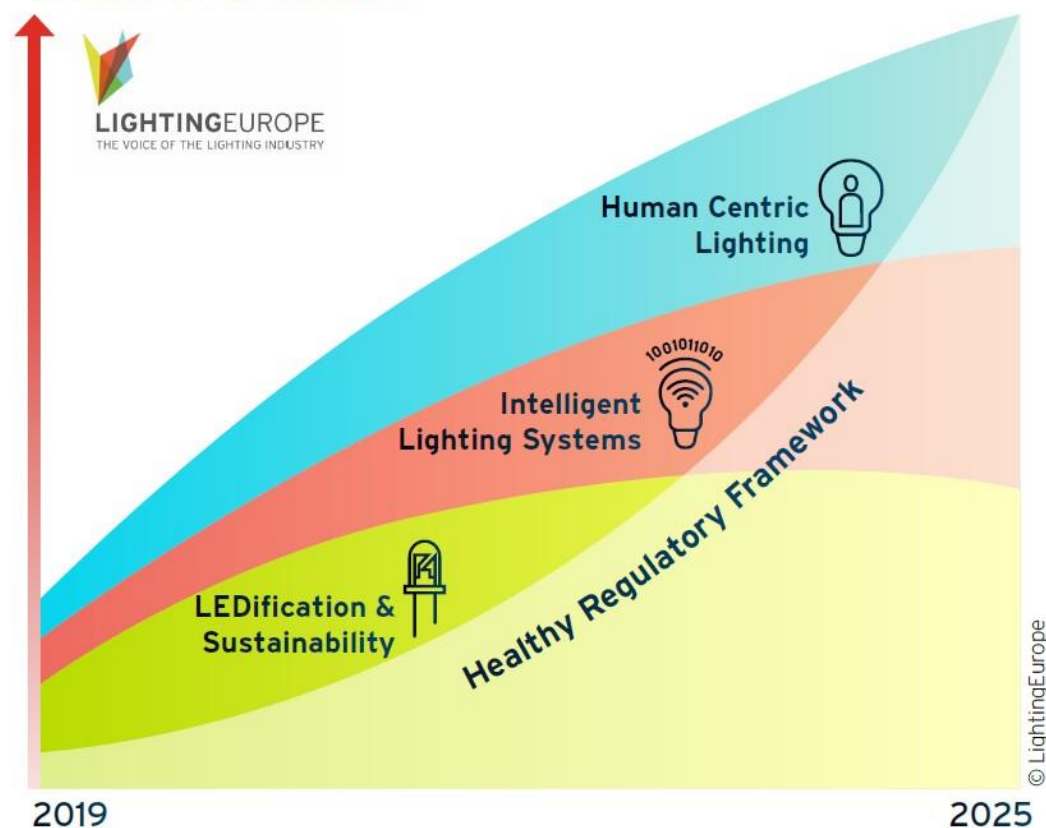 LIGHTINGEUROPE
THE VOICE OF THE LIGHTING INDUSTRY
Human Centric
Lighting
1001011010
Intelligent
Lighting Systems
Healthy Regulatory Framework
LEDification &
Sustainability
© LightingEurope
2019
2025